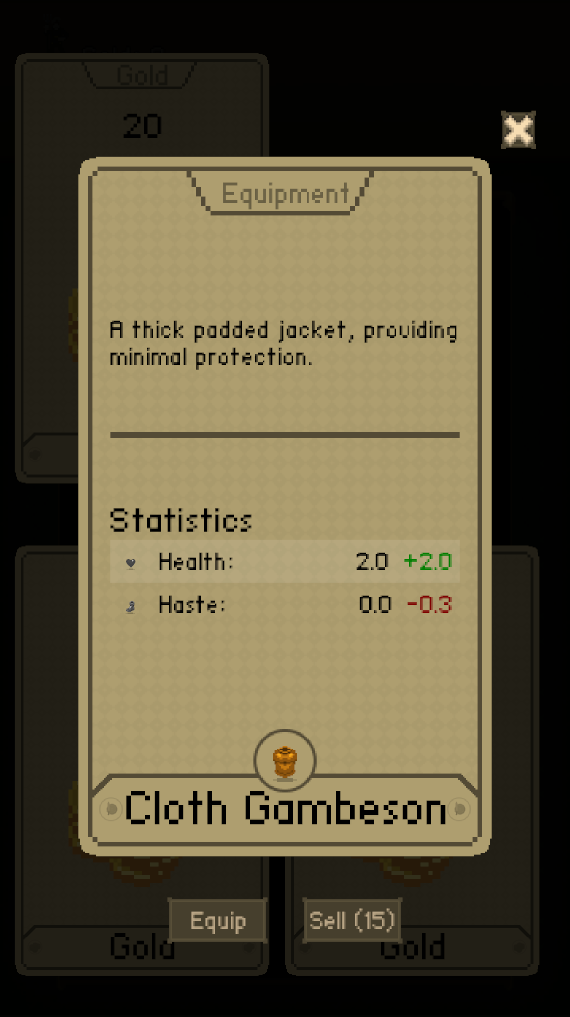 Gold
20
Equipment
A thick padded jacket, providing
minimal protection.
Statistics
Health: 2.0 +2.0
Haste: 0.0 -0.3
Cloth Gambeson
Equip
Sell (15)
Gold
Gold